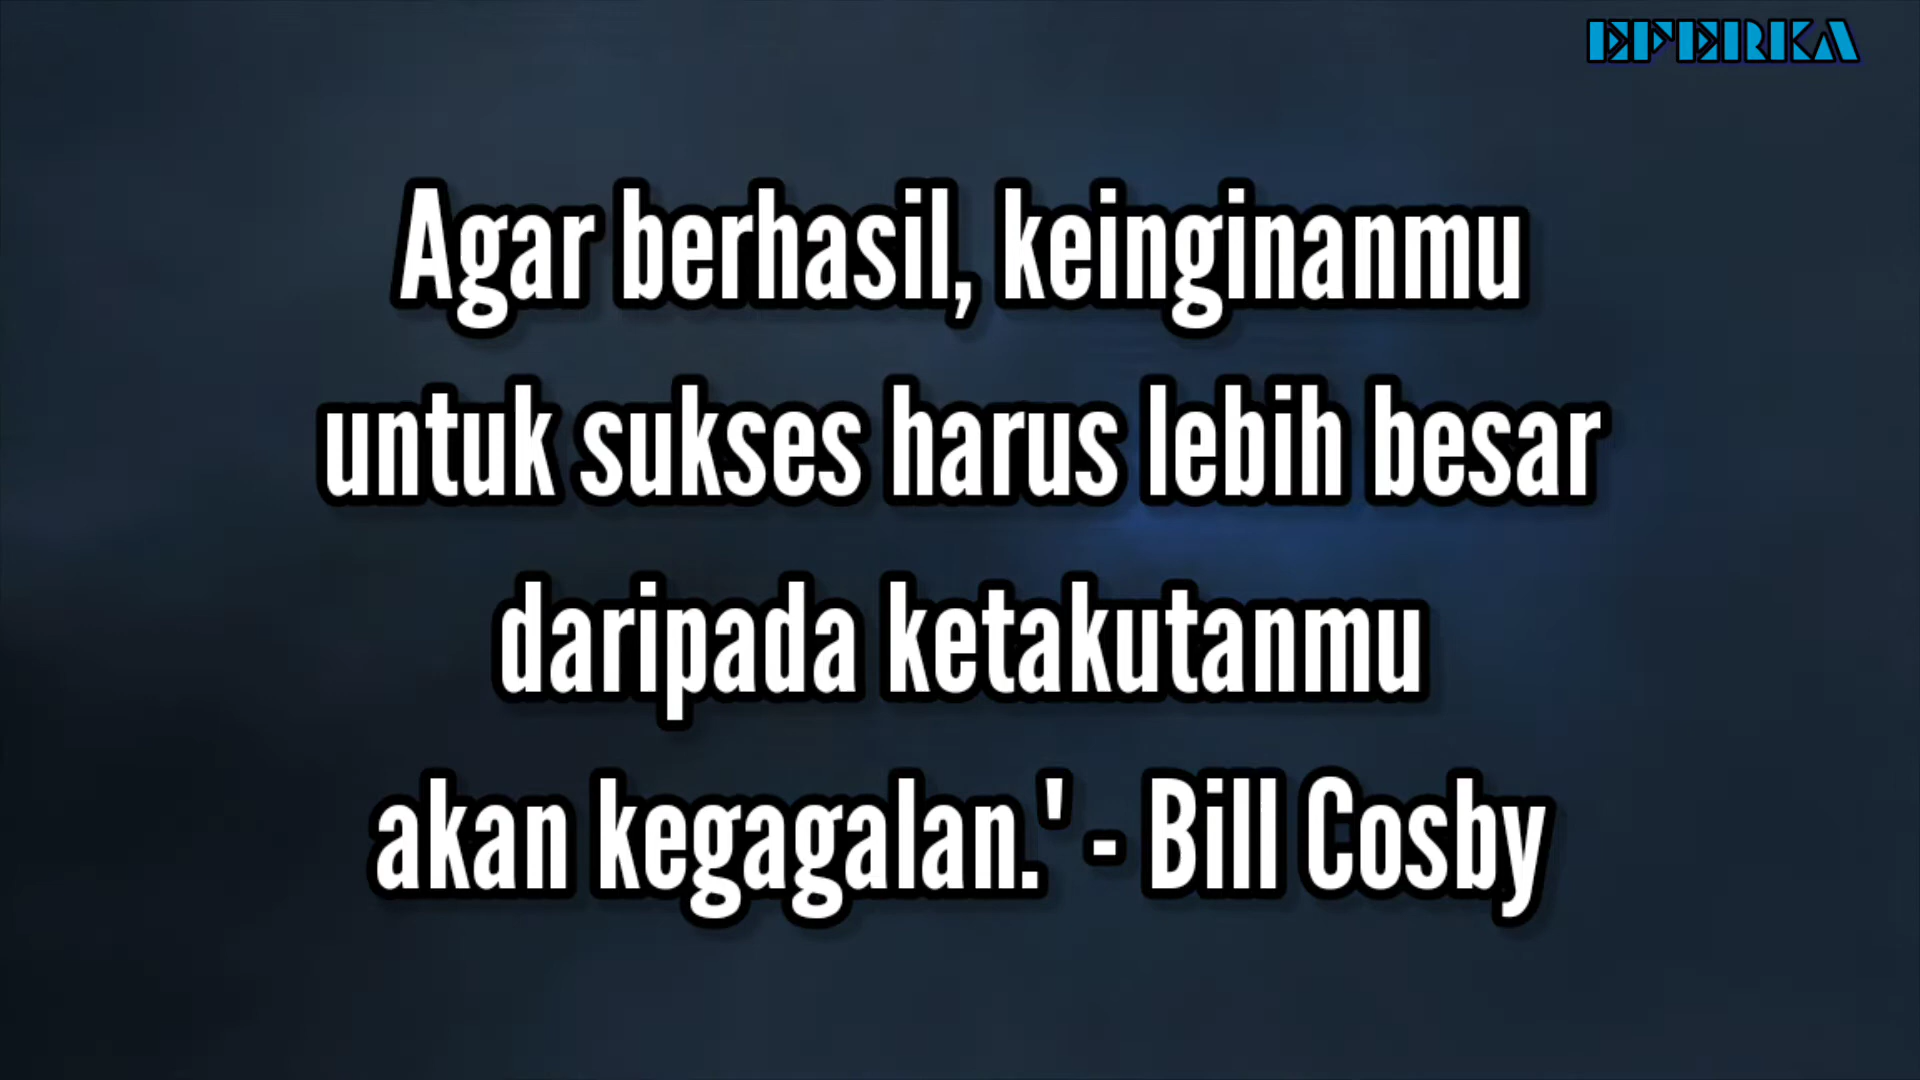 EFERKA
Agar berhasil, keinginanmu
untuk sukses harus lebih besar
daripada ketakutanmu
akan kegagalan.' - Bill Cosby